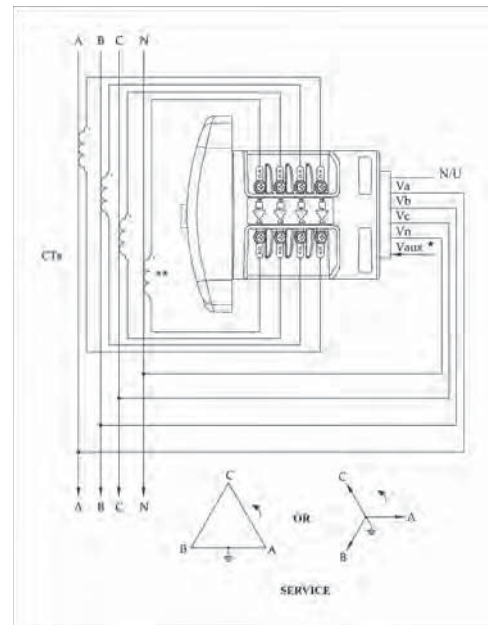 A B C N
N/U
Va
Vb
Vc
Vn
Vaux *
CTs
**
A B C N
C
B
A
OR
C
A
B
SERVICE